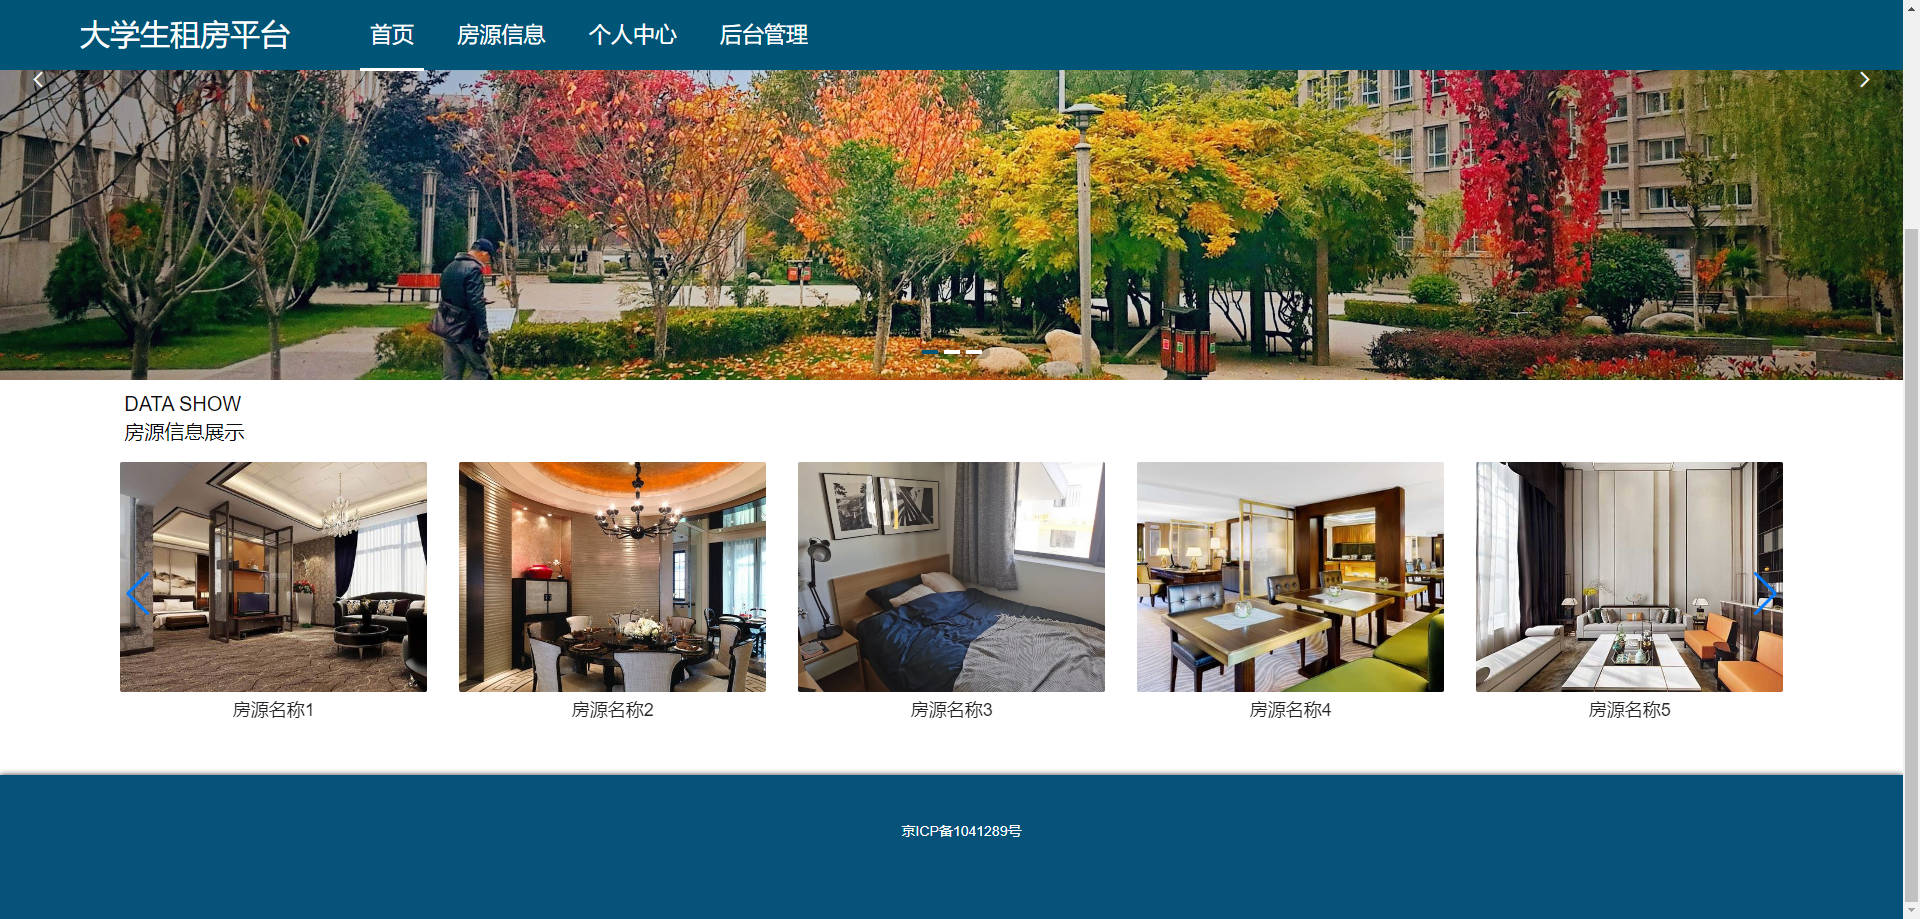 大学生租房平台
首页 房源信息 个人中心 后台管理
DATA SHOW
房源信息展示
房源名称1 房源名称2 房源名称3 房源名称4 房源名称5
京ICP备1041289号